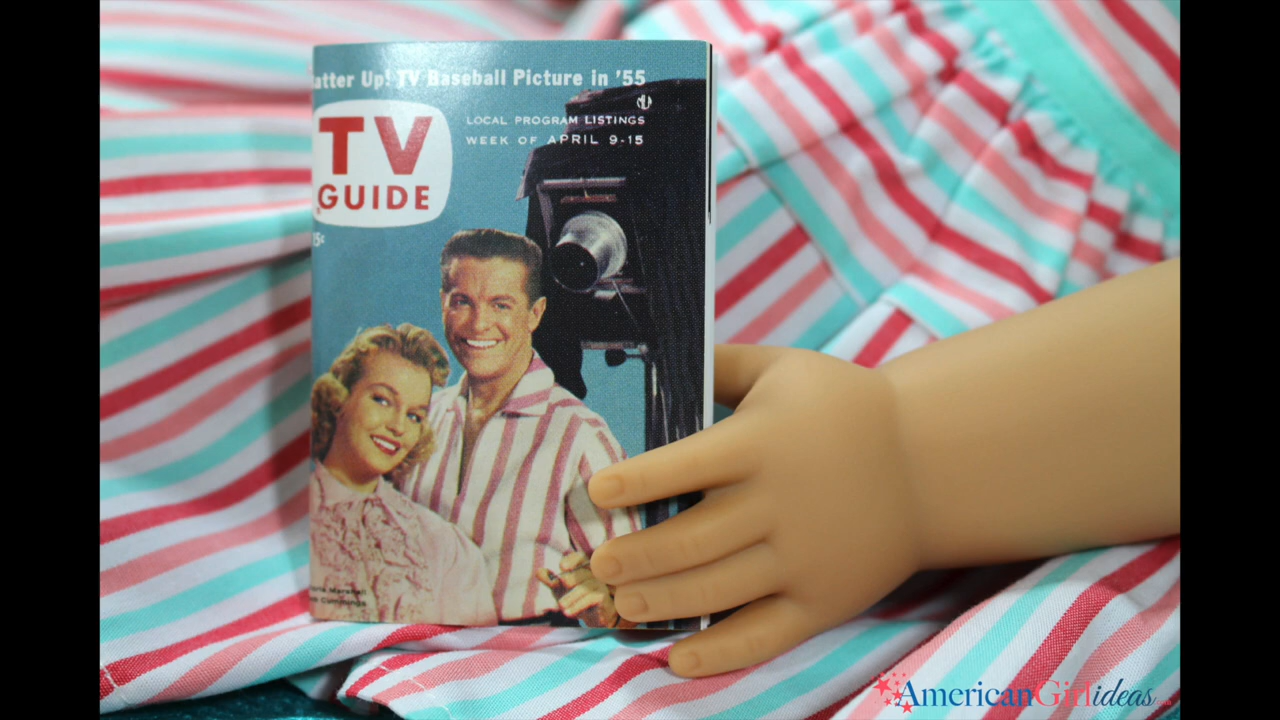 atter Up! TV Baseball Picture in '55
LOCAL PROGRAM LISTINGS
WEEK OF APRIL 9-15
TV
GUIDE
15¢
AmericanGirlideas